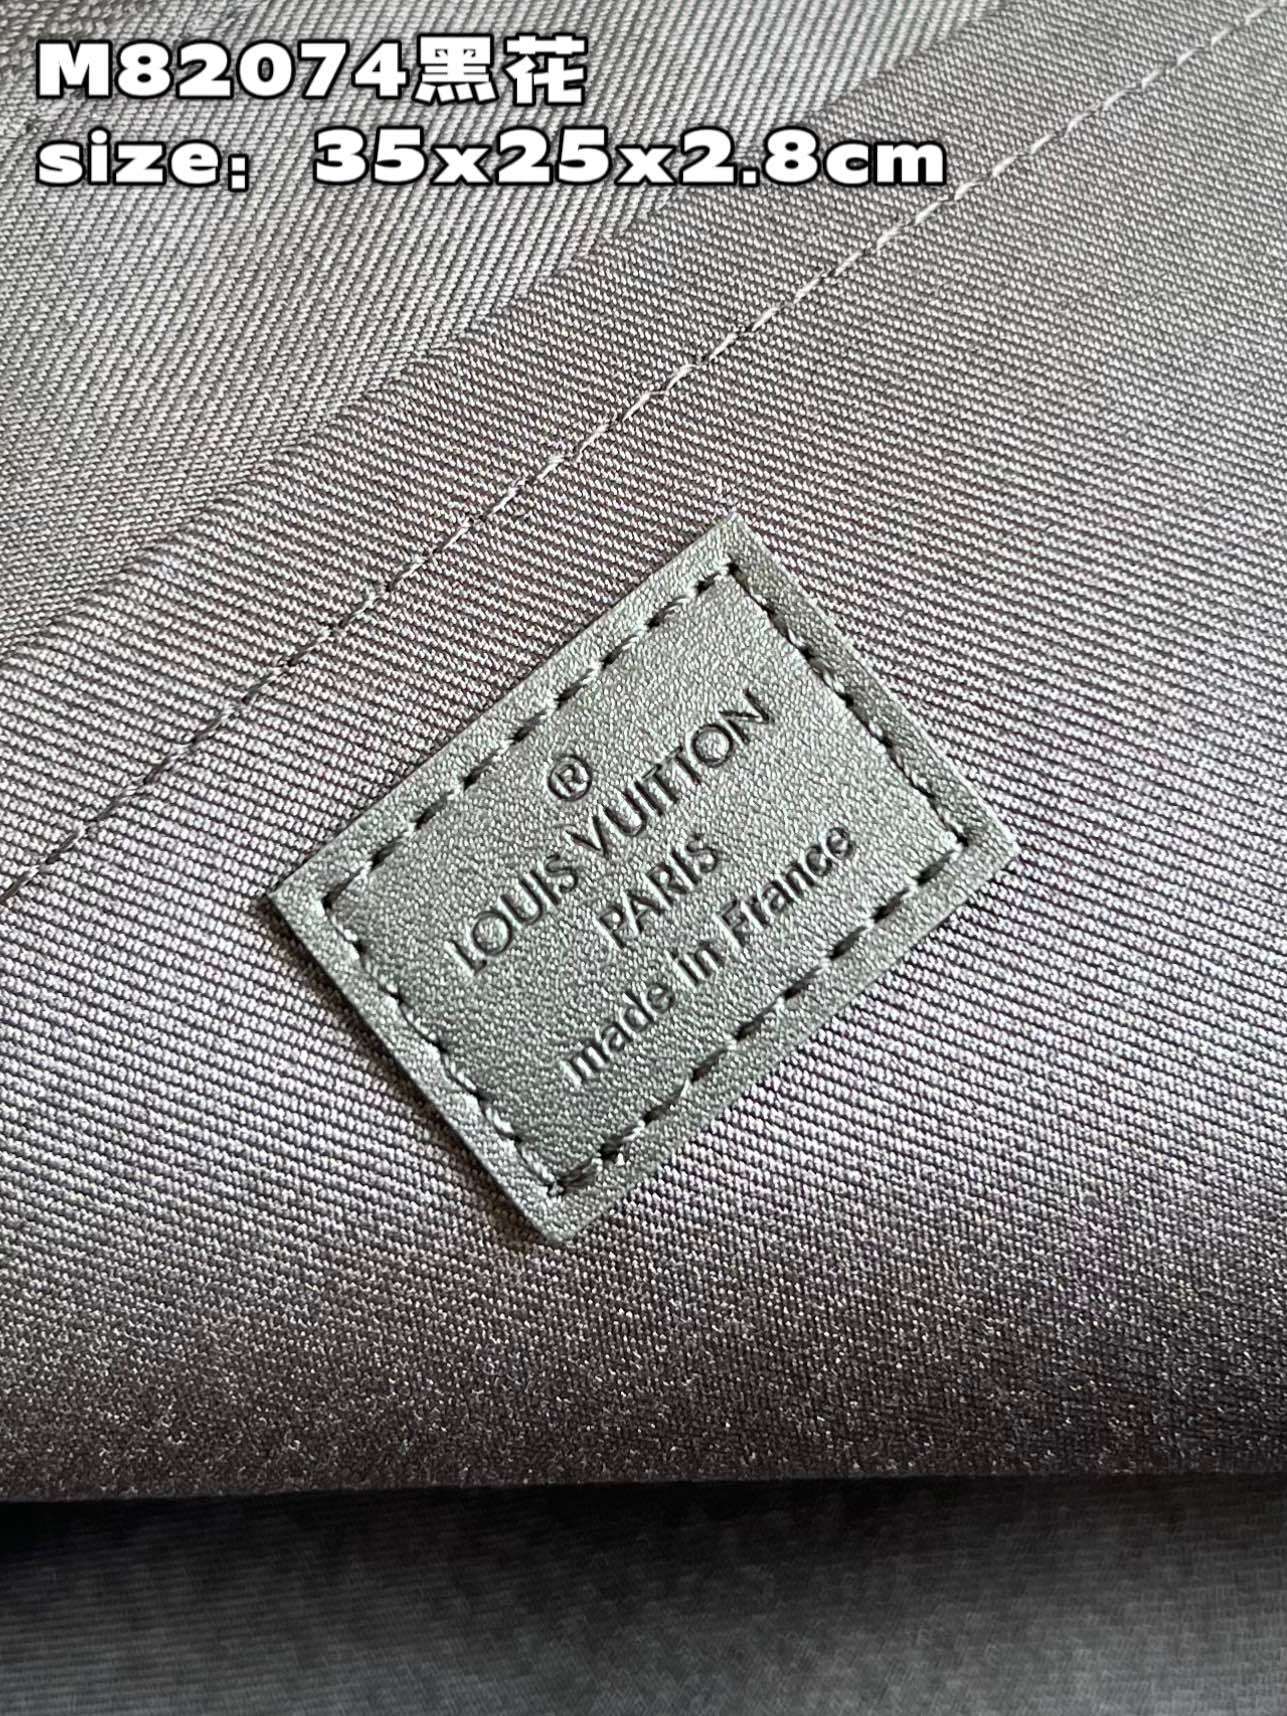 M82074黑花
size： 35x25x2.8cm
®
LOUIS VUITTON
PARIS
made in France